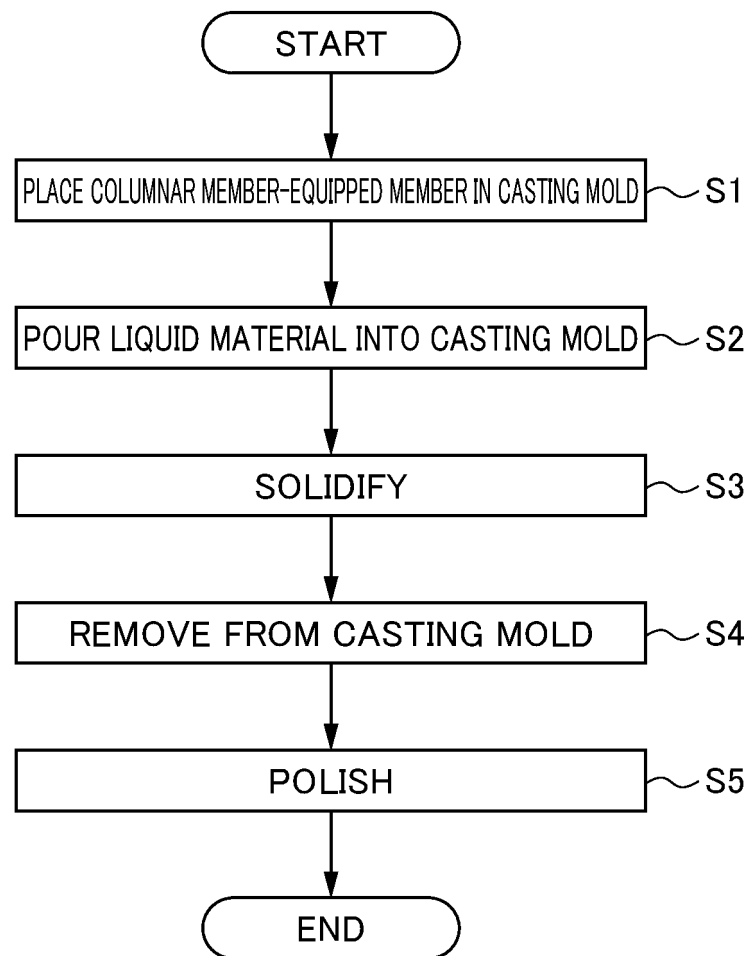 START
PLACE COLUMNAR MEMBER-EQUIPPED MEMBER IN CASTING MOLD
S1
POUR LIQUID MATERIAL INTO CASTING MOLD
S2
SOLIDIFY
S3
REMOVE FROM CASTING MOLD
S4
POLISH
S5
END